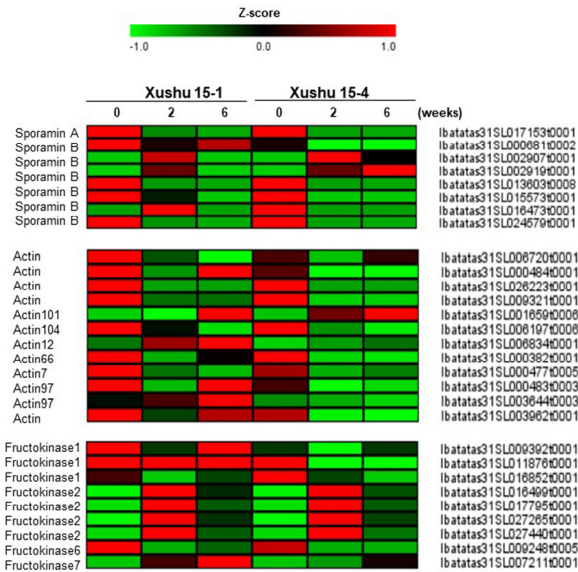 Z-score
-1.0 0.0 1.0
Xushu 15-1 Xushu 15-4
0 2 6 0 2 6 (weeks)
Sporamin A Ibatatas31SL017153t0001
Sporamin B Ibatatas31SL000681t0002
Sporamin B Ibatatas31SL002907t0001
Sporamin B Ibatatas31SL002919t0001
Sporamin B Ibatatas31SL013603t0008
Sporamin B Ibatatas31SL015573t0001
Sporamin B Ibatatas31SL016473t0001
Sporamin B Ibatatas31SL024579t0001
Actin Ibatatas31SL006720t0001
Actin Ibatatas31SL000484t0001
Actin Ibatatas31SL026223t0001
Actin Ibatatas31SL009321t0001
Actin101 Ibatatas31SL001659t0006
Actin104 Ibatatas31SL006197t0006
Actin12 Ibatatas31SL006834t0001
Actin66 Ibatatas31SL000382t0001
Actin7 Ibatatas31SL000477t0005
Actin97 Ibatatas31SL000483t0003
Actin97 Ibatatas31SL003644t0003
Actin Ibatatas31SL003962t0001
Fructokinase1 Ibatatas31SL009392t0001
Fructokinase1 Ibatatas31SL011876t0001
Fructokinase1 Ibatatas31SL016852t0001
Fructokinase2 Ibatatas31SL016499t0001
Fructokinase2 Ibatatas31SL017795t0001
Fructokinase2 Ibatatas31SL027265t0001
Fructokinase2 Ibatatas31SL027440t0001
Fructokinase6 Ibatatas31SL009248t0005
Fructokinase7 Ibatatas31SL007211t0001